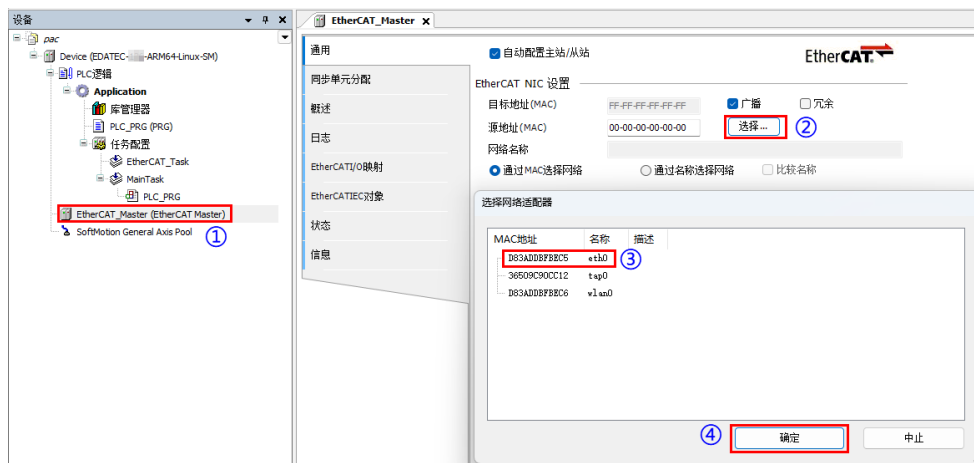 设备
pac
Device (EDATEC- -ARM64-Linux-SM)
PLC逻辑
Application
库管理器
PLC_PRG (PRG)
任务配置
EtherCAT_Task
MainTask
PLC_PRG
EtherCAT_Master (EtherCAT Master)
SoftMotion General Axis Pool
①
EtherCAT_Master
通用
同步单元分配
概述
日志
EtherCATI/O映射
EtherCATIEC对象
状态
信息
自动配置主站/从站
EtherCAT
EtherCAT NIC 设置
目标地址(MAC) FF-FF-FF-FF-FF-FF 广播 冗余
源地址(MAC) 00-00-00-00-00-00 选择... ②
网络名称
通过MAC选择网络 通过名称选择网络 比较名称
选择网络适配器
MAC地址 名称 描述
D83ADDBFBEC5 eth0 ③
36509C90CC12 tap0
D83ADDBFBEC6 wlan0
④ 确定 中止